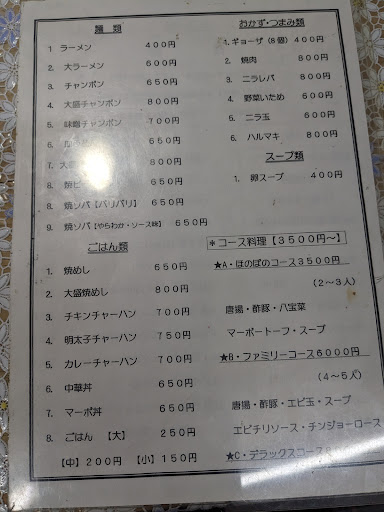 麺 類
1 ラーメン 400円
2. 大ラーメン 600円
3. チャンポン 650円
4. 大盛チャンポン 800円
5. 味噌チャンポン 700円
6. 650円
7. 大 800円
8. 焼ビ 650円
9. 焼ソバ【パリパリ】 650円
9. 焼ソバ【やらわか・ソース味】 650円
ごはん類
1. 焼めし 650円
2. 大盛焼めし 800円
3. チキンチャーハン 700円
4. 明太子チャーハン 750円
5. カレーチャーハン 700円
6. 中華丼 650円
7. マーボ丼 650円
8. ごはん 【大】 250円
【中】200円 【小】150円
おかず・つまみ類
1. ギョーザ(8個) 400円
2. 焼肉 800円
3. ニラレバ 800円
4. 野菜いため 600円
5. ニラ玉 600円
6. ハルマキ 800円
スープ類
1. 卵スープ 400円
*コース料理【3500円~】
★A・ほのぼのコース3500円
(2~3人)
唐揚・酢豚・八宝菜
マーボートーフ・スープ
★B・ファミリーコース6000円
(4~5人)
唐揚・酢豚・エビ玉・スープ
エビチリソース・チンジャーロース
★C・デラックスコース